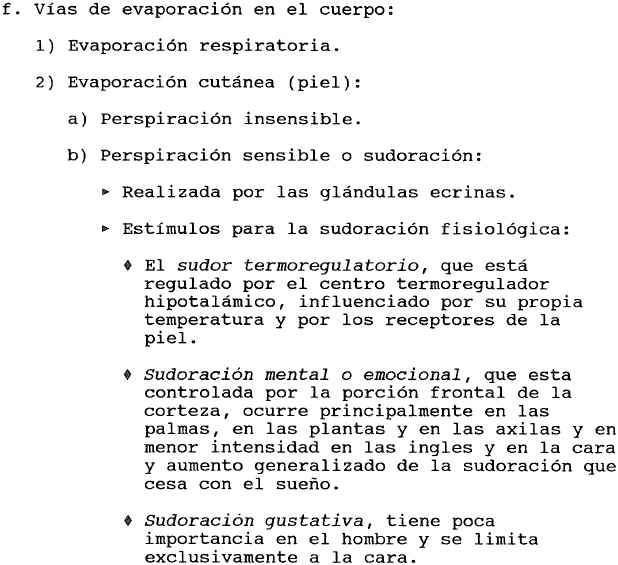 f. Vías de evaporación en el cuerpo:
1) Evaporación respiratoria.
2) Evaporación cutánea (piel):
a) Perspiración insensible.
b) Perspiración sensible o sudoración:
► Realizada por las glándulas ecrinas.
► Estímulos para la sudoración fisiológica:
♦ El sudor termoregulatorio, que está
regulado por el centro termoregulador
hipotalámico, influenciado por su propia
temperatura y por los receptores de la
piel.
♦ Sudoración mental o emocional, que esta
controlada por la porción frontal de la
corteza, ocurre principalmente en las
palmas, en las plantas y en las axilas y en
menor intensidad en las ingles y en la cara
y aumento generalizado de la sudoración que
cesa con el sueño.
♦ Sudoración gustativa, tiene poca
importancia en el hombre y se limita
exclusivamente a la cara.